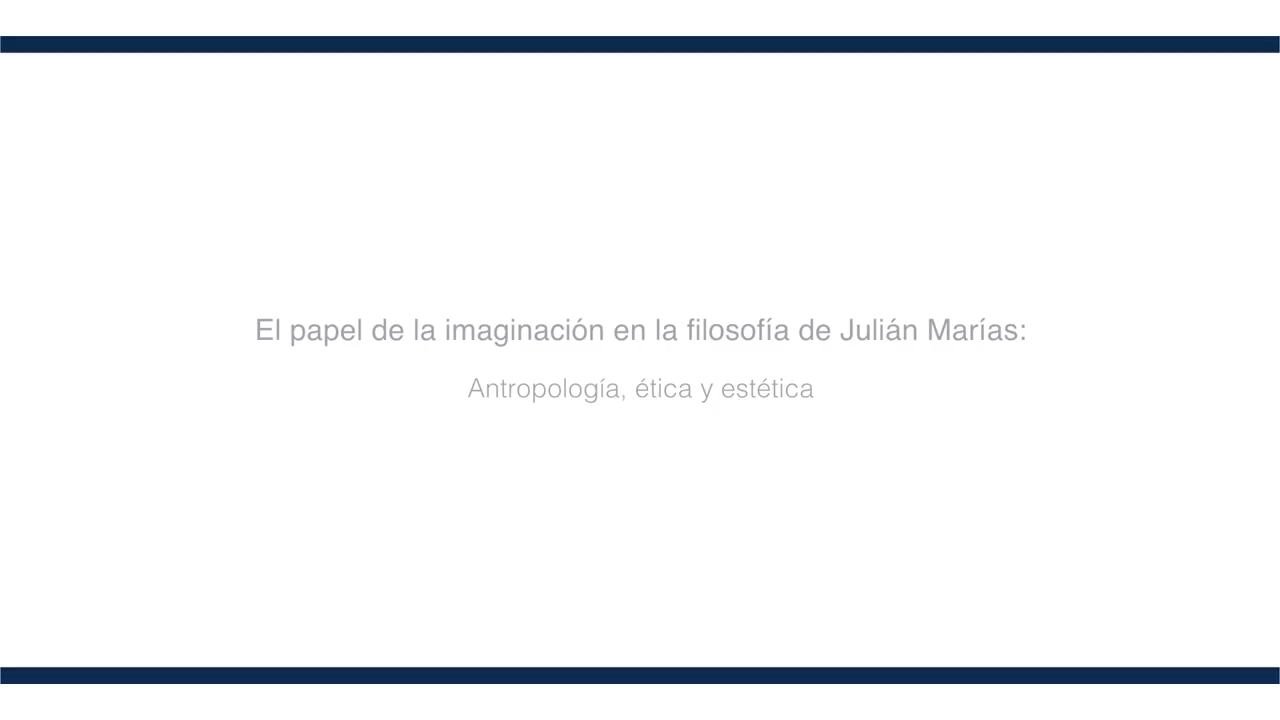 El papel de la imaginación en la filosofía de Julián Marías:
Antropología, ética y estética